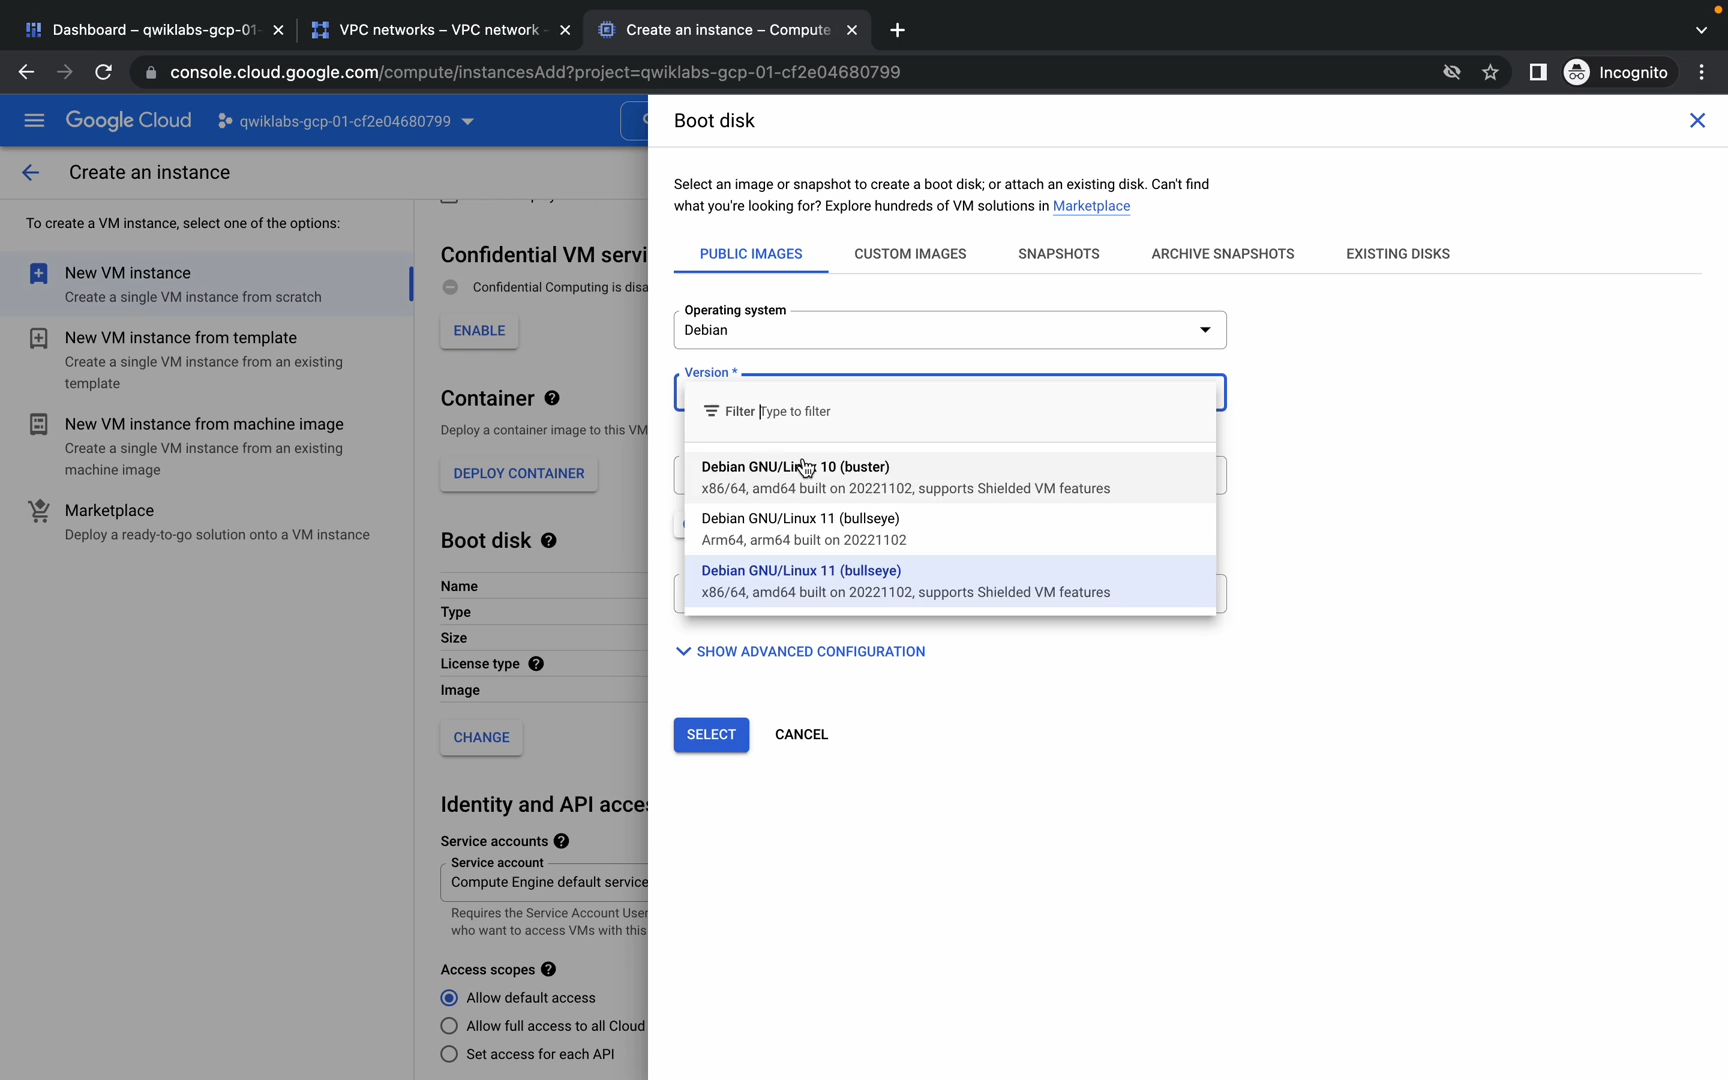 Dashboard – qwiklabs-gcp-01-
VPC networks – VPC network -
Create an instance – Compute
console.cloud.google.com/compute/instancesAdd?project=qwiklabs-gcp-01-cf2e04680799
Incognito
Google Cloud
qwiklabs-gcp-01-cf2e04680799
Create an instance
To create a VM instance, select one of the options:
New VM instance
Create a single VM instance from scratch
New VM instance from template
Create a single VM instance from an existing
template
New VM instance from machine image
Create a single VM instance from an existing
machine image
Marketplace
Deploy a ready-to-go solution onto a VM instance
Confidential VM servi
Confidential Computing is disa
ENABLE
Container
Deploy a container image to this VM
DEPLOY CONTAINER
Boot disk
Name
Type
Size
License type
Image
CHANGE
Identity and API acce
Service accounts
Service account
Compute Engine default service
Requires the Service Account User
who want to access VMs with this
Access scopes
Allow default access
Allow full access to all Cloud
Set access for each API
Boot disk
Select an image or snapshot to create a boot disk; or attach an existing disk. Can't find
what you're looking for? Explore hundreds of VM solutions in Marketplace
PUBLIC IMAGES
CUSTOM IMAGES
SNAPSHOTS
ARCHIVE SNAPSHOTS
EXISTING DISKS
Operating system
Debian
Version *
Filter Type to filter
Debian GNU/Linux 10 (buster)
x86/64, amd64 built on 20221102, supports Shielded VM features
Debian GNU/Linux 11 (bullseye)
Arm64, arm64 built on 20221102
Debian GNU/Linux 11 (bullseye)
x86/64, amd64 built on 20221102, supports Shielded VM features
SHOW ADVANCED CONFIGURATION
SELECT
CANCEL